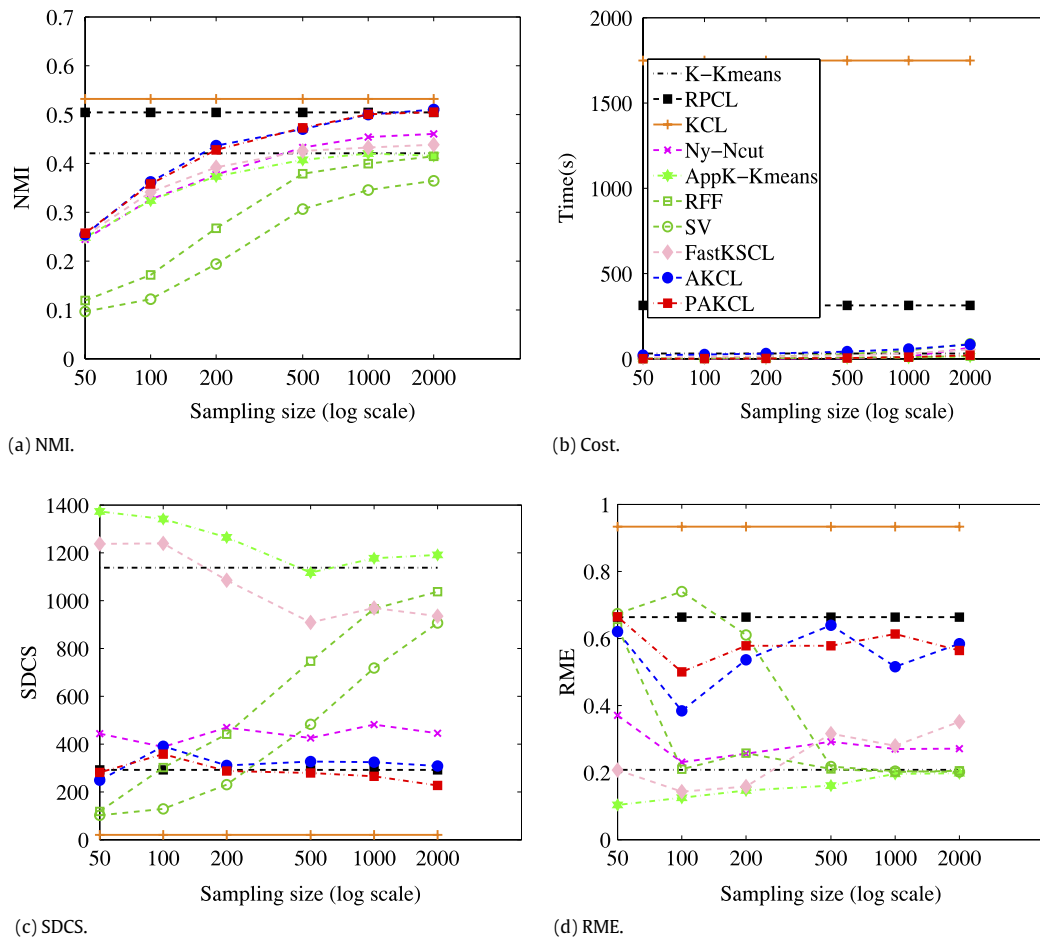 0.7
0.6
0.5
0.4
0.3
0.2
0.1
0
NMI
50 100 200 500 1000 2000
Sampling size (log scale)
(a) NMI.
2000
1500
1000
500
0
Time(s)
K-Kmeans
RPCL
KCL
Ny-Ncut
AppK-Kmeans
RFF
SV
FastKSCL
AKCL
PAKCL
50 100 200 500 1000 2000
Sampling size (log scale)
(b) Cost.
1400
1200
1000
800
600
400
200
0
SDCS
50 100 200 500 1000 2000
Sampling size (log scale)
(c) SDCS.
1
0.8
0.6
0.4
0.2
0
RME
50 100 200 500 1000 2000
Sampling size (log scale)
(d) RME.